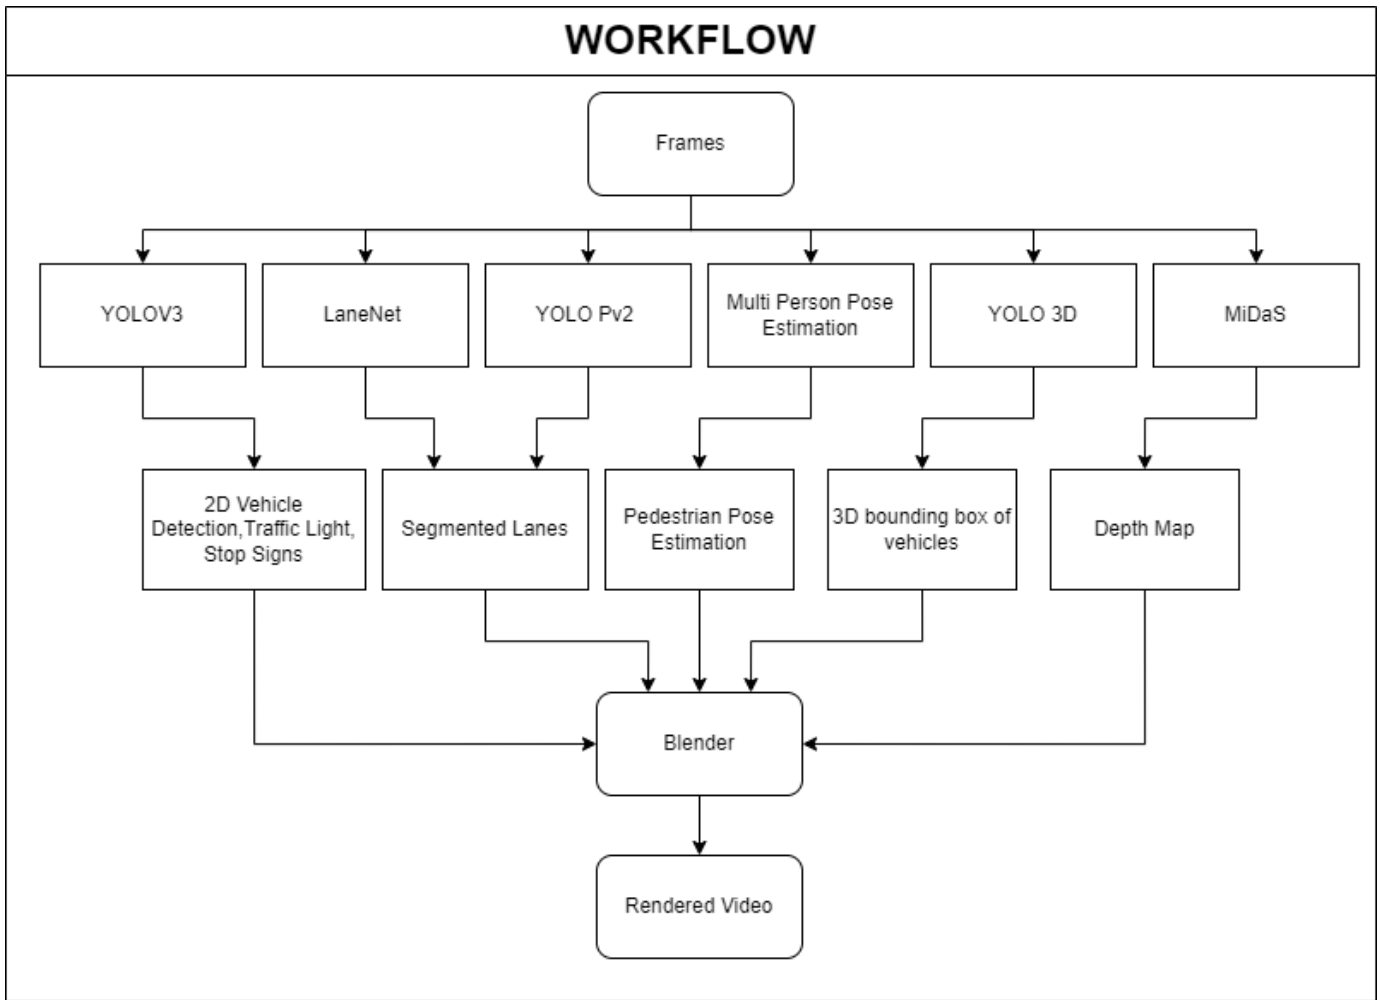 WORKFLOW
Frames
YOLOV3
LaneNet
YOLO Pv2
Multi Person Pose
Estimation
YOLO 3D
MiDaS
2D Vehicle
Detection,Traffic Light,
Stop Signs
Segmented Lanes
Pedestrian Pose
Estimation
3D bounding box of
vehicles
Depth Map
Blender
Rendered Video